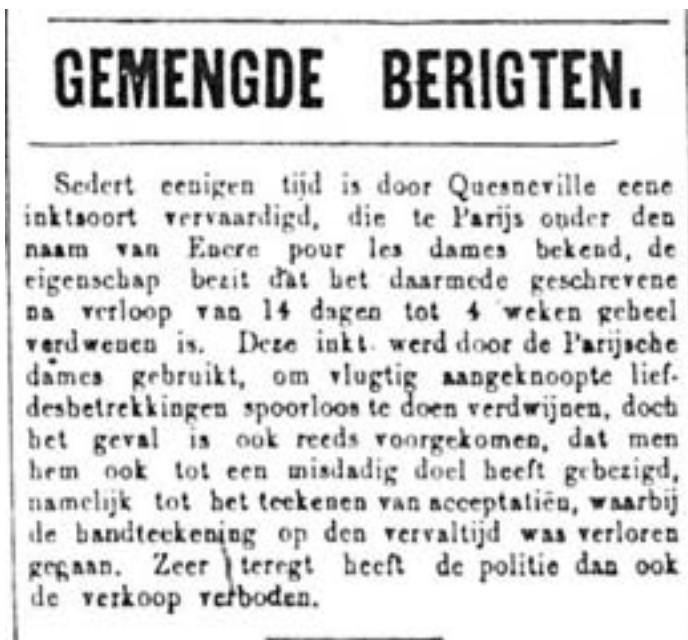 GEMENGDE BERIGTEN.
Sedert eenigen tijd is door Quesneville eene
inktsoort vervaardigd, die te Parijs onder den
naam van Encre pour les dames bekend, de
eigenschap bezit dat het daarmede geschrevene
na verloop van 14 dagen tot 4 weken geheel
verdwenen is. Deze inkt werd door de Parijsche
dames gebruikt, om vlugtig aangeknoopte lief-
desbetrekkingen spoorloos te doen verdwijnen, doch
het geval is ook reeds voorgekomen, dat men
hem ook tot een misdadig doel heeft gebezigd,
namelijk tot het teekenen van acceptatiën, waarbij
de handteekening op den vervaltijd was verloren
gegaan. Zeer teregt heeft de politie dan ook
de verkoop verboden.